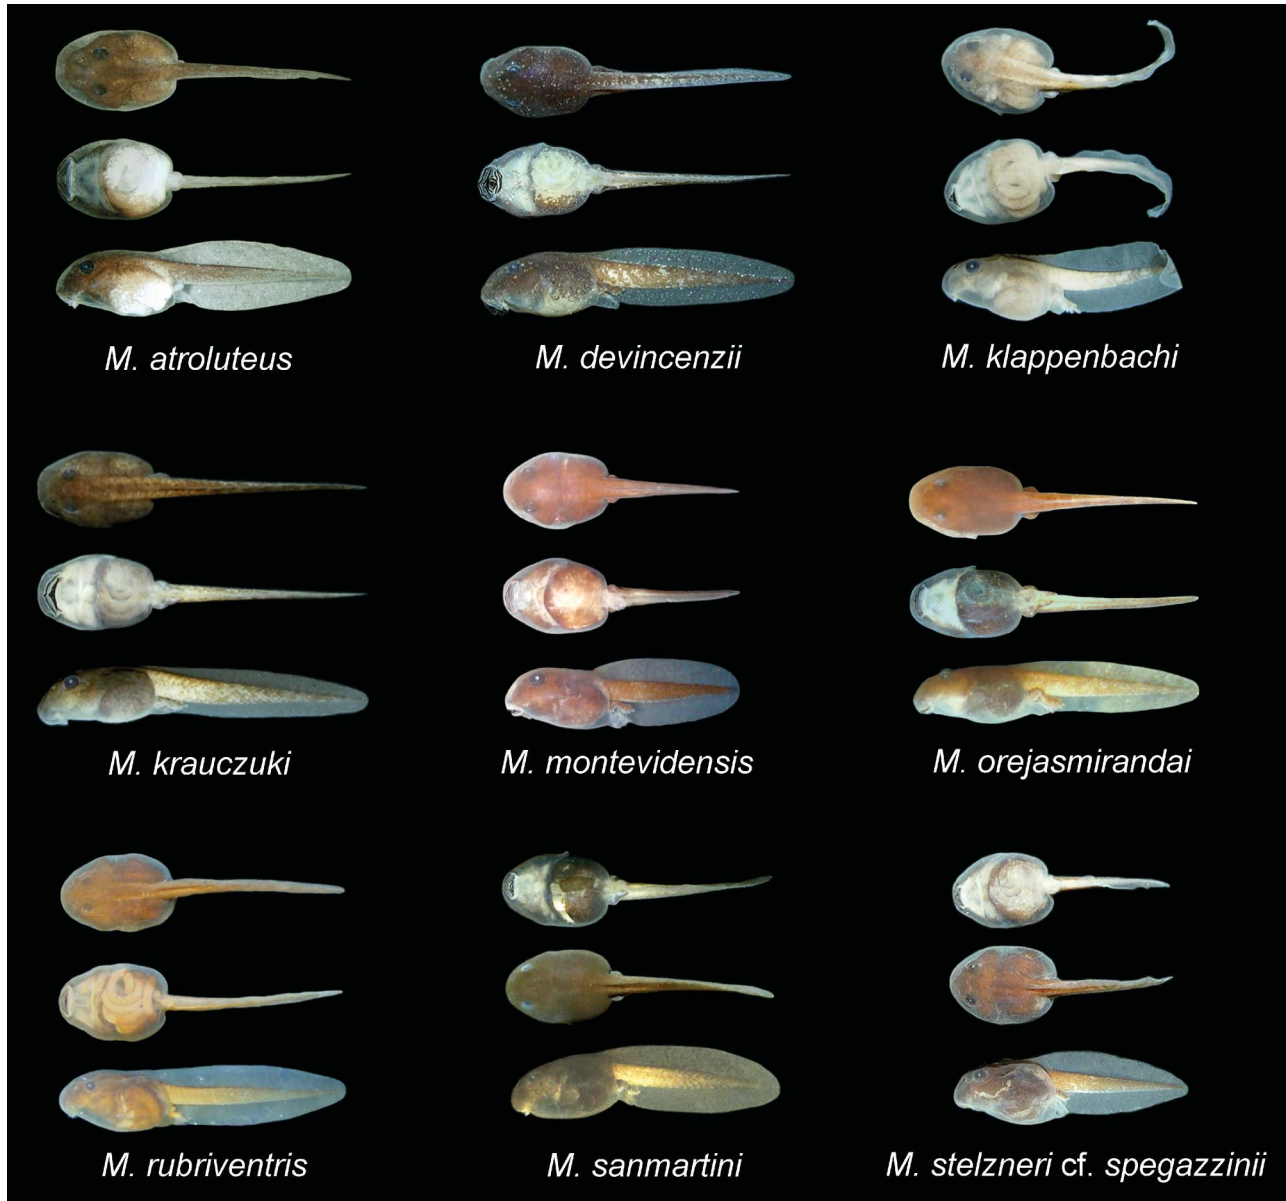 M. atroluteus
M. devincenzii
M. klappenbachi
M. krauczuki
M. montevidensis
M. orejasmirandai
M. rubriventris
M. sanmartini
M. stelzneri cf. spegazzinii